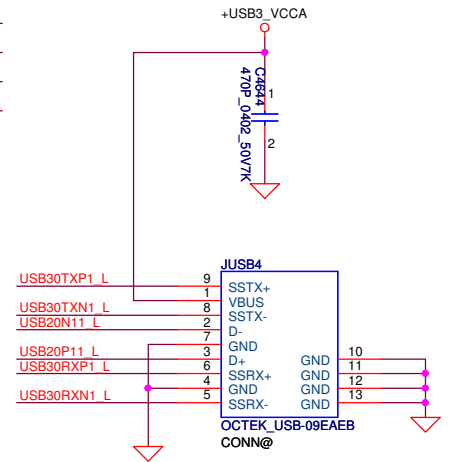 +USB3_VCCA
C4644
470P_0402_50V7K
1
2
JUSB4
USB30TXP1_L 9 SSTX+
1 VBUS
USB30TXN1_L 8 SSTX-
USB20N11_L 2 D-
7 GND
USB20P11_L 3 D+ GND 10
USB30RXP1_L 6 SSRX+ GND 11
4 GND GND 12
USB30RXN1_L 5 SSRX- GND 13
OCTEK_USB-09EAEB
CONN@